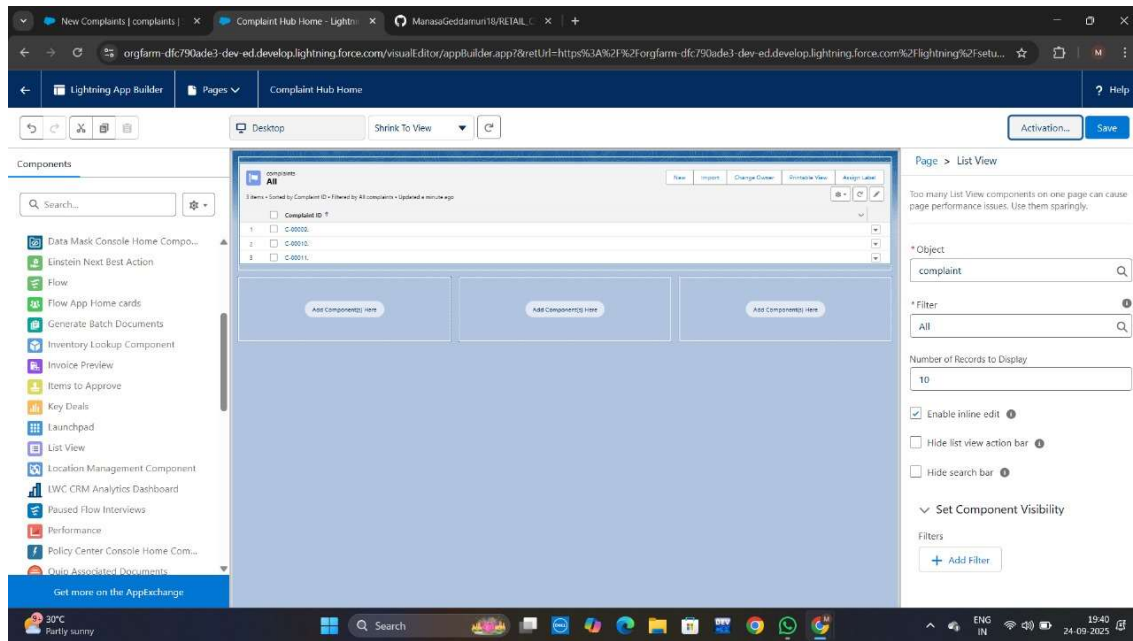 New Complaints | complaints |
Complaint Hub Home - Lightni
ManasaGeddamuri18/RETAIL_C
orgfarm-dfc790ade3-dev-ed.develop.lightning.force.com/visualEditor/appBuilder.app?&retUrl=https%3A%2F%2Forgfarm-dfc790ade3-dev-ed.develop.lightning.force.com%2Flightning%2Fsetu...
M
Lightning App Builder
Pages
Complaint Hub Home
? Help
Desktop
Shrink To View
Activation...
Save
Components
Search...
Data Mask Console Home Compo...
Einstein Next Best Action
Flow
Flow App Home cards
Generate Batch Documents
Inventory Lookup Component
Invoice Preview
Items to Approve
Key Deals
Launchpad
List View
Location Management Component
LWC CRM Analytics Dashboard
Paused Flow Interviews
Performance
Policy Center Console Home Com...
Quip Associated Documents
Get more on the AppExchange
complaints
All
New
Import
Change Owner
Printable View
Assign Label
3 items • Sorted by Complaint ID • Filtered by All complaints • Updated a minute ago
Complaint ID
1 C-00009.
2 C-00010.
3 C-00011.
Add Component(s) Here
Add Component(s) Here
Add Component(s) Here
Page > List View
Too many List View components on one page can cause
page performance issues. Use them sparingly.
* Object
complaint
* Filter
All
Number of Records to Display
10
Enable inline edit
Hide list view action bar
Hide search bar
Set Component Visibility
Filters
+ Add Filter
30°C
Partly sunny
Search
ENG
IN
19:40
24-09-2025